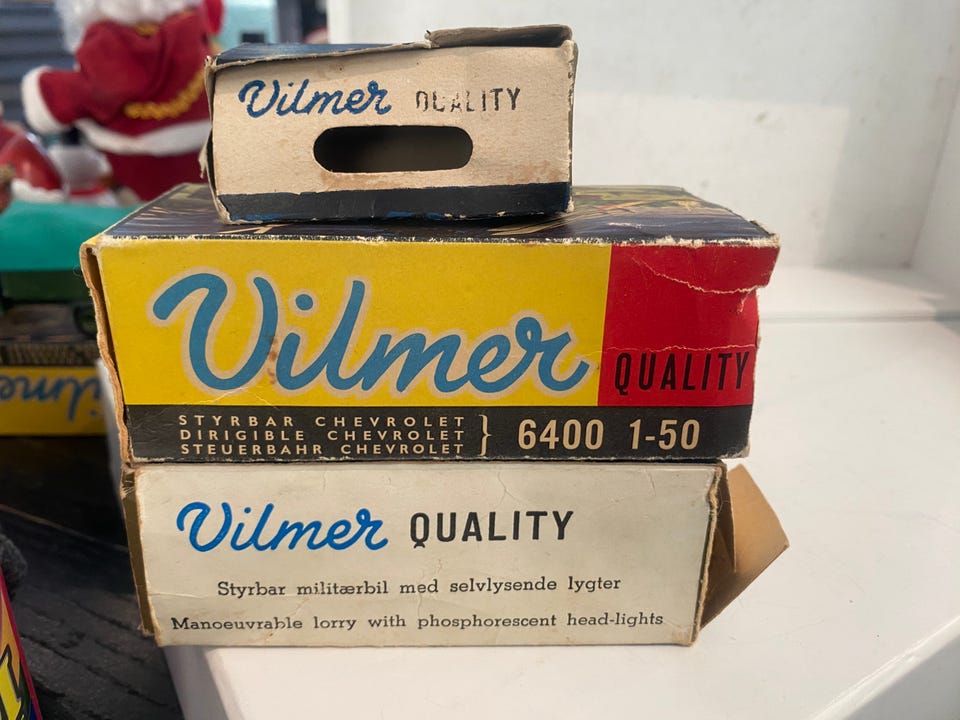 Vilmer QUALITY
Vilmer
QUALITY
STYRBAR CHEVROLET
DIRIGIBLE CHEVROLET
STEUERBAHR CHEVROLET
} 6400 1-50
Vilmer QUALITY
Styrbar militærbil med selvlysende lygter
Manoeuvrable lorry with phosphorescent head-lights